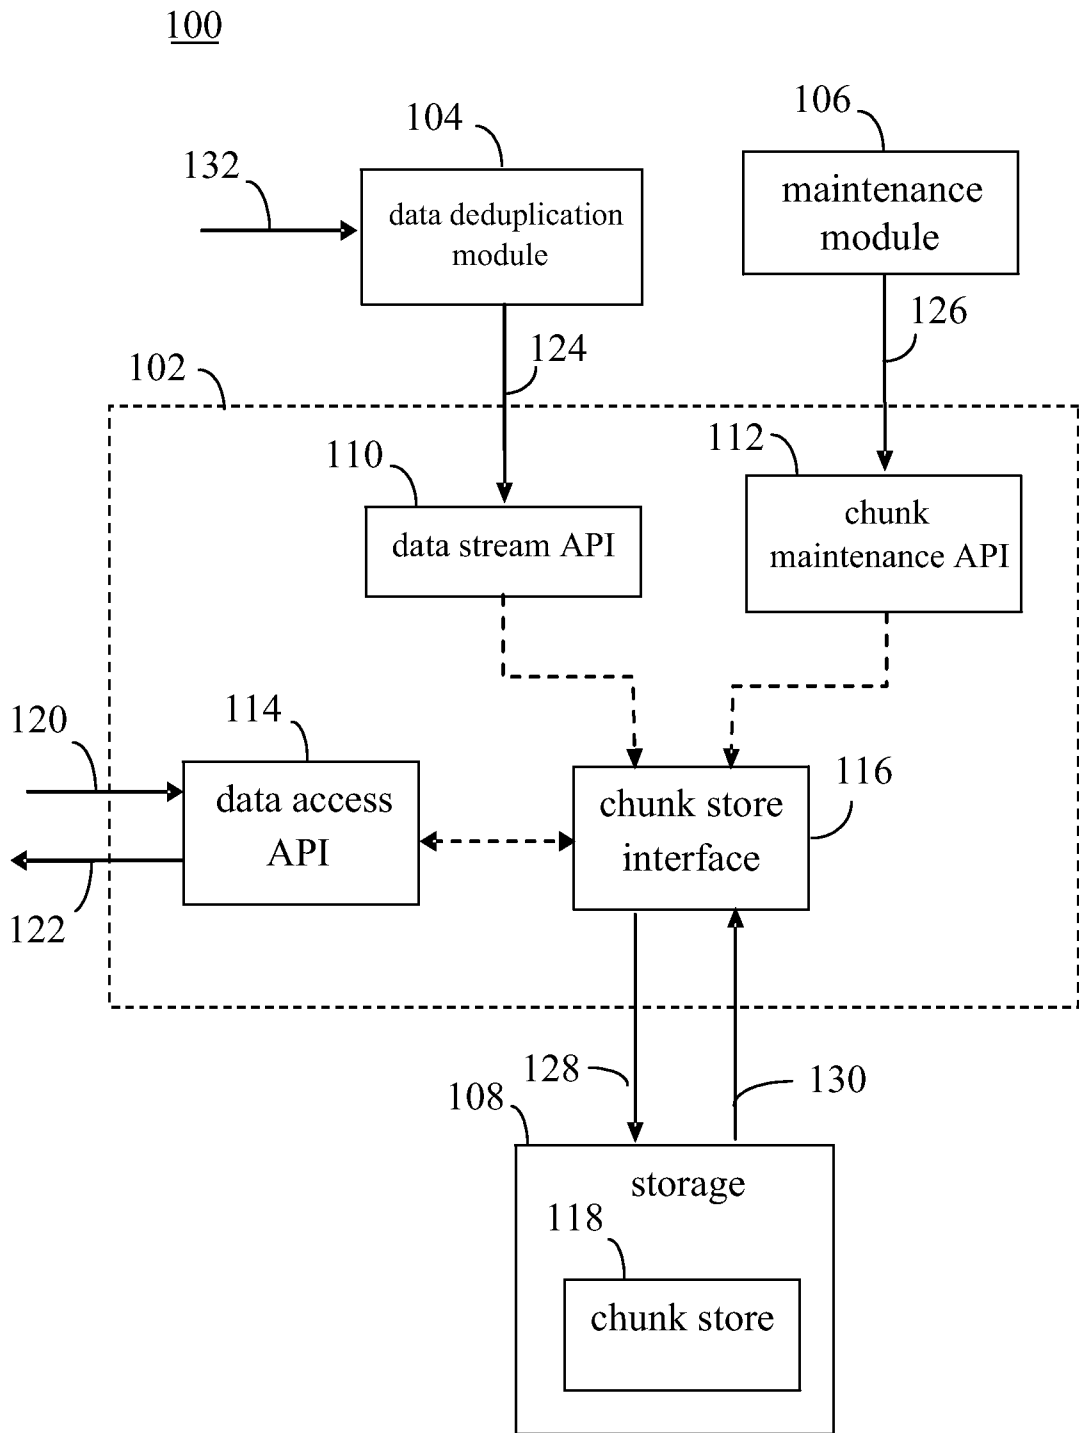 100
104
106
132
data deduplication
module
maintenance
module
124
126
102
110
112
data stream API
chunk
maintenance API
120
114
116
data access
API
chunk store
interface
122
128
130
108
storage
118
chunk store